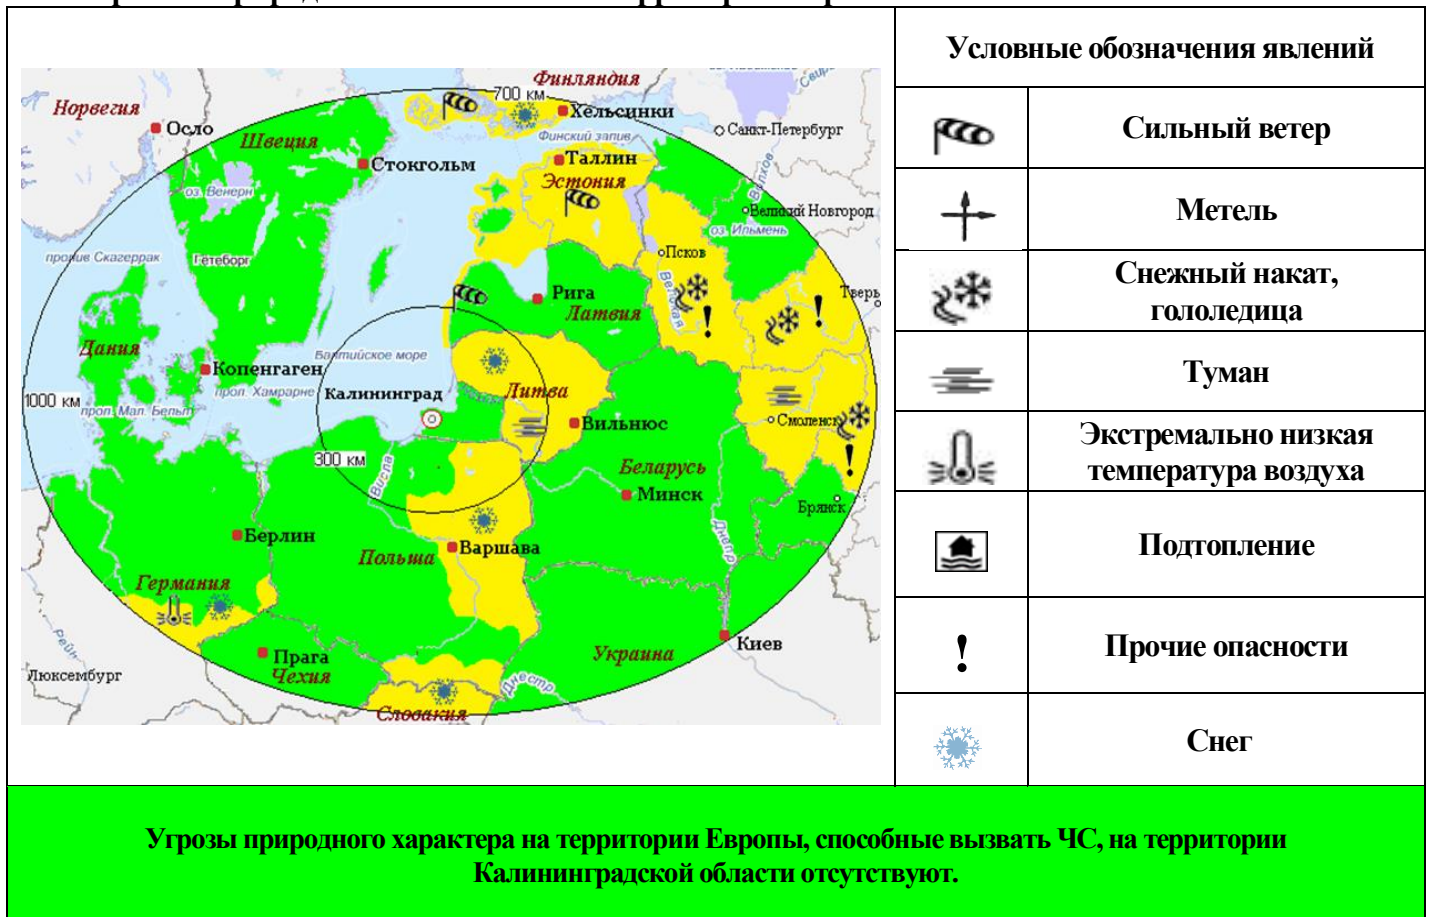 Условные обозначения явлений
Сильный ветер
Метель
Снежный накат,
гололедица
Туман
Экстремально низкая
температура воздуха
Подтопление
!
Прочие опасности
Снег
Финляндия
Норвегия
700 км
Хельсинки
Осло
Швеция
Финский залив
Санкт-Петербург
Свирь
Стокгольм
Таллин
Эстония
Волхов
оз. Венерн
Великий Новгород
оз. Ильмень
пролив Скагеррак
Гётеборг
Псков
Великая
Рига
Латвия
Тверь
!
!
Дания
Балтийское море
Копенгаген
Калининград
Литва
1000 км
прол. Хамрарне
прол. Мал. Бельт
Вильнюс
Смоленск
300 км
Висла
Беларусь
Минск
!
Брянск
Днепр
Берлин
Польша
Варшава
Германия
Рейн
Украина
Киев
Прага
Чехия
Люксембург
Днестр
Словакия
Угрозы природного характера на территории Европы, способные вызвать ЧС, на территории
Калининградской области отсутствуют.